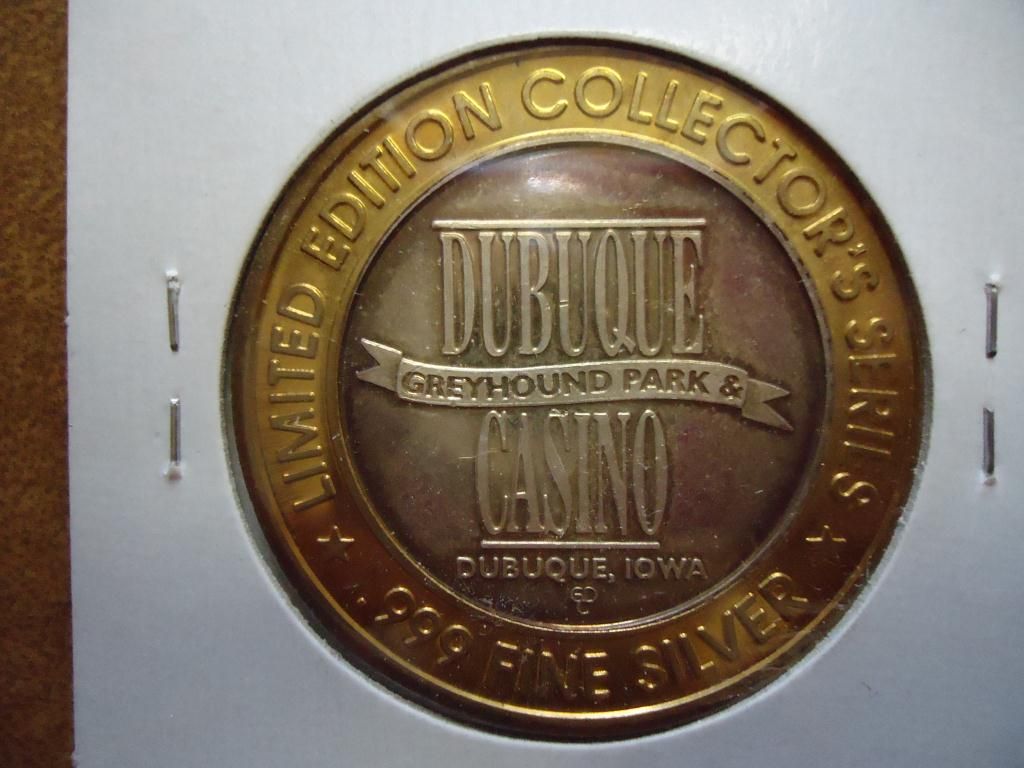 LIMITED EDITION COLLECTOR'S SERIES
DUBUQUE
GREYHOUND PARK &
CASINO
DUBUQUE, IOWA
.999 FINE SILVER